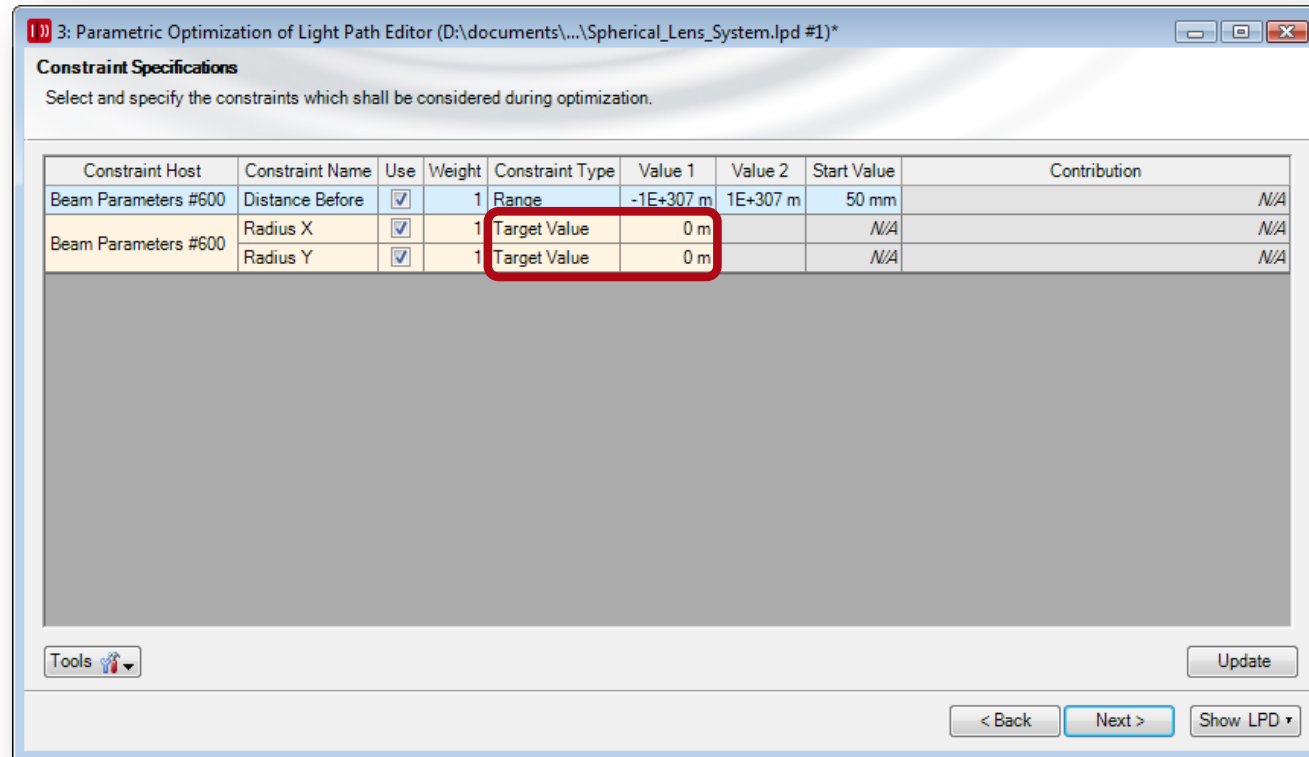 3: Parametric Optimization of Light Path Editor (D:\documents\...\Spherical_Lens_System.lpd #1)*
Constraint Specifications
Select and specify the constraints which shall be considered during optimization.
Constraint Host Constraint Name Use Weight Constraint Type Value 1 Value 2 Start Value Contribution
Beam Parameters #600 Distance Before 1 Range -1E+307 m 1E+307 m 50 mm N/A
Beam Parameters #600 Radius X 1 Target Value 0 m N/A N/A
Radius Y 1 Target Value 0 m N/A N/A
Tools Update
< Back Next > Show LPD